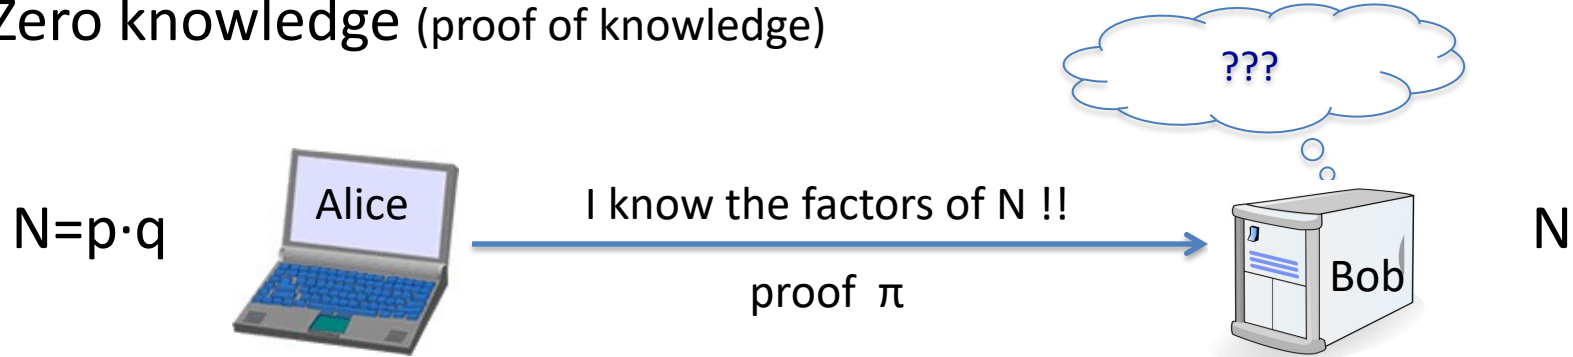 Zero knowledge (proof of knowledge)
???
N=p·q
Alice
I know the factors of N !!
proof π
Bob
N